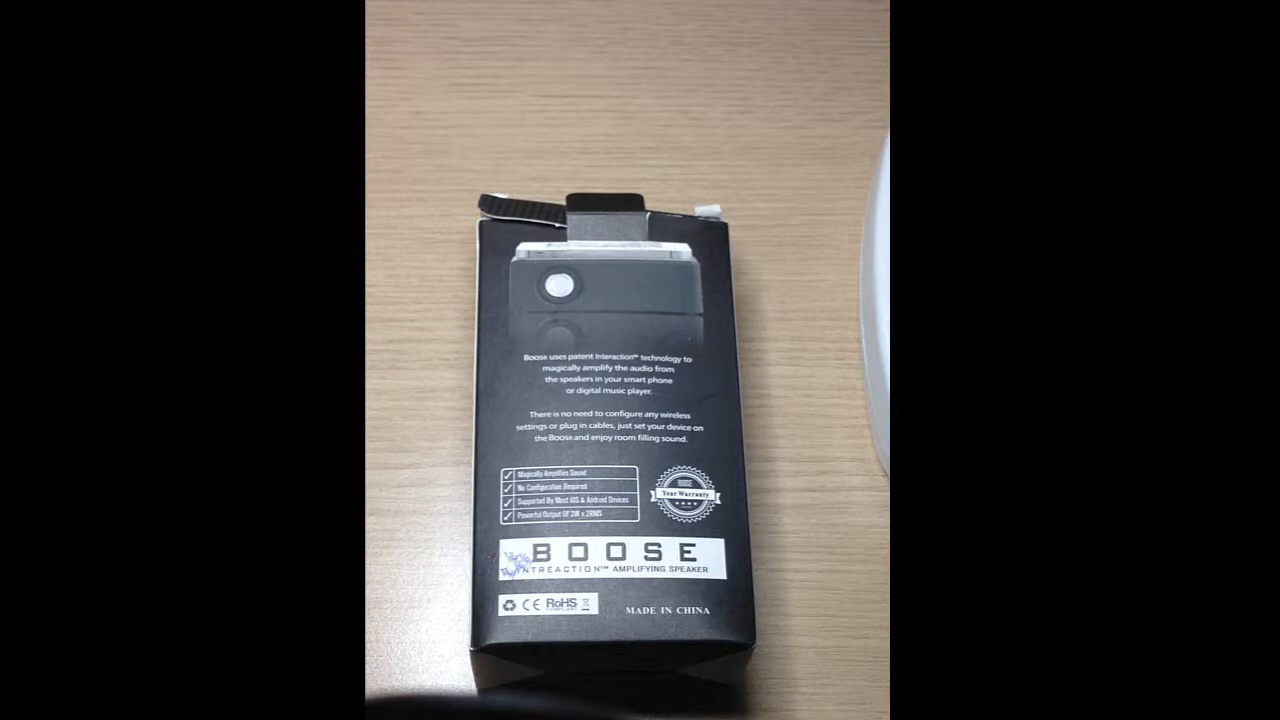 Boose uses patent Interaction™ technology to
magically amplify the audio from
the speakers in your smart phone
or digital music player.
There is no need to configure any wireless
settings or plug in cables, just set your device on
the Boose and enjoy room filling sound.
Magically Amplifies Sound
No Configuration Required
Supported By Most iOS & Android Devices
Powerful Output Of 2W x 2RMS
BOOSE
Year Warranty
BOOSE
INTREACTION™ AMPLIFYING SPEAKER
CE RoHS
MADE IN CHINA